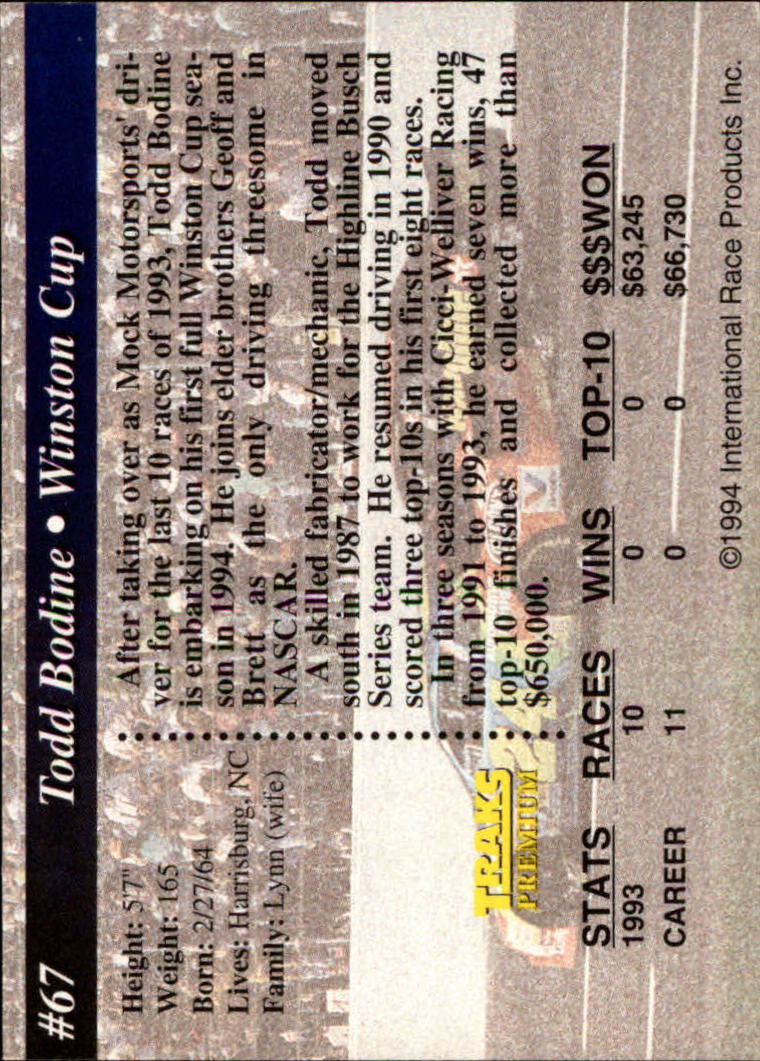 #67 Todd Bodine • Winston Cup
Height: 5'7"
Weight: 165
Born: 2/27/64
Lives: Harrisburg, NC
Family: Lynn (wife)
After taking over as Mock Motorsports' dri-
ver for the last 10 races of 1993, Todd Bodine
is embarking on his first full Winston Cup sea-
son in 1994. He joins elder brothers Geoff and
Brett as the only driving threesome in
NASCAR.
A skilled fabricator/mechanic, Todd moved
south in 1987 to work for the Highline Busch
Series team. He resumed driving in 1990 and
scored three top-10s in his first eight races.
In three seasons with Cicci-Welliver Racing
from 1991 to 1993, he earned seven wins, 47
top-10 finishes and collected more than
$650,000.
TRAKS
PREMIUM
STATS RACES WINS TOP-10 $$$WON
1993 10 0 0 $63,245
CAREER 11 0 0 $66,730
©1994 International Race Products Inc.